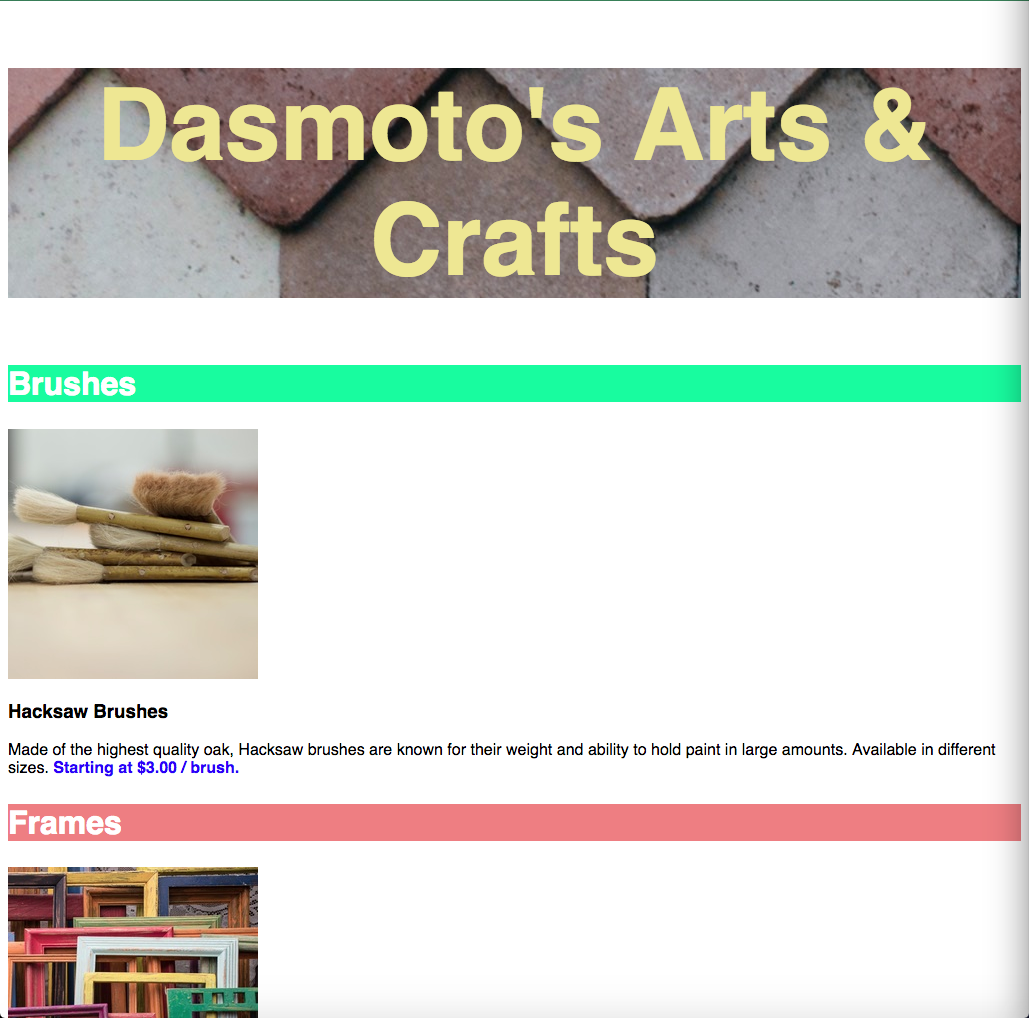 Dasmoto's Arts &
Crafts
Brushes
Hacksaw Brushes
Made of the highest quality oak, Hacksaw brushes are known for their weight and ability to hold paint in large amounts. Available in different
sizes. Starting at $3.00 / brush.
Frames